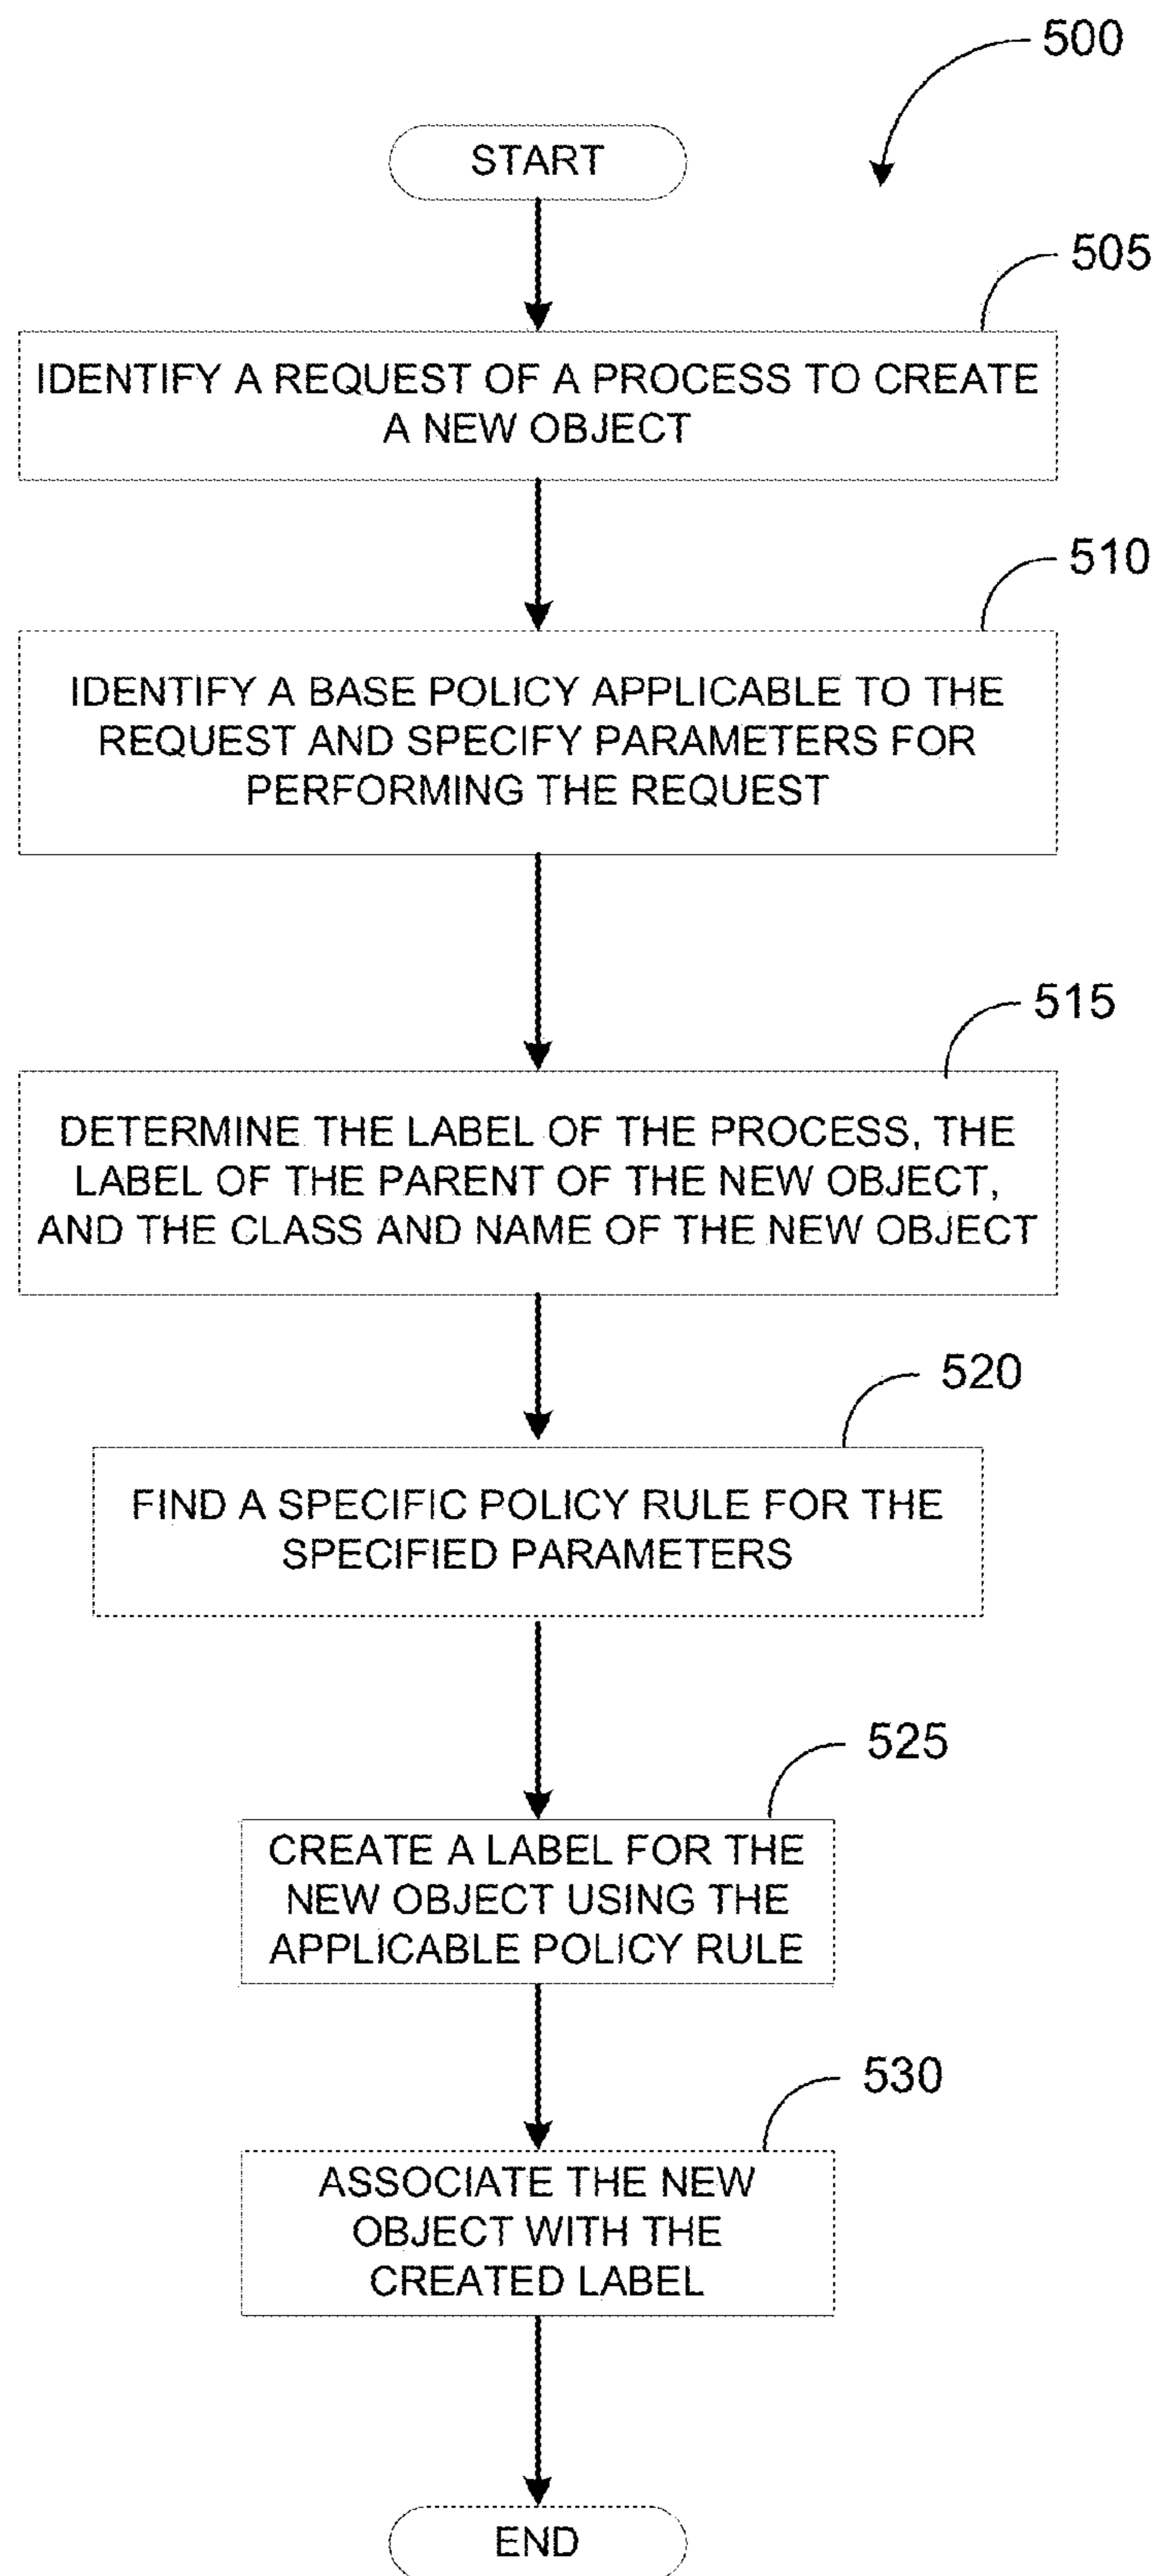 500
START
505
IDENTIFY A REQUEST OF A PROCESS TO CREATE
A NEW OBJECT
510
IDENTIFY A BASE POLICY APPLICABLE TO THE
REQUEST AND SPECIFY PARAMETERS FOR
PERFORMING THE REQUEST
515
DETERMINE THE LABEL OF THE PROCESS, THE
LABEL OF THE PARENT OF THE NEW OBJECT,
AND THE CLASS AND NAME OF THE NEW OBJECT
520
FIND A SPECIFIC POLICY RULE FOR THE
SPECIFIED PARAMETERS
525
CREATE A LABEL FOR THE
NEW OBJECT USING THE
APPLICABLE POLICY RULE
530
ASSOCIATE THE NEW
OBJECT WITH THE
CREATED LABEL
END